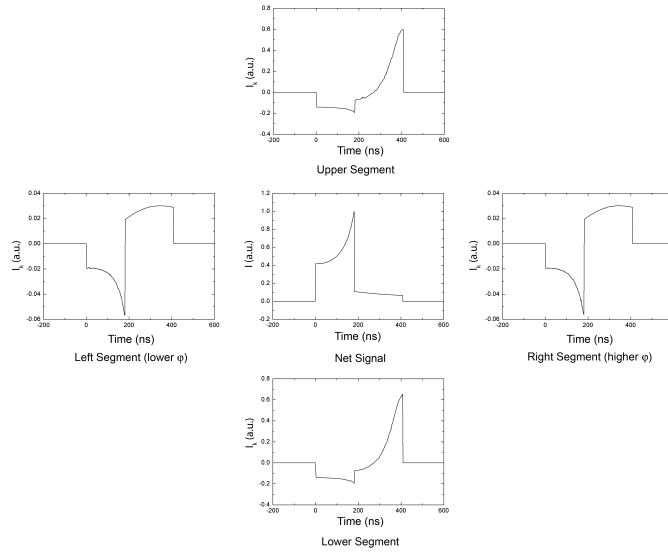 0.8
0.6
0.4
0.2
0.0
-0.2
-0.4
I_k (a.u.)
-200 0 200 400 600
Time (ns)
Upper Segment
0.04
0.02
0.00
-0.02
-0.04
-0.06
I_k (a.u.)
-200 0 200 400 600
Time (ns)
Left Segment (lower φ)
1.2
1.0
0.8
0.6
0.4
0.2
0.0
-0.2
I (a.u.)
-200 0 200 400 600
Time (ns)
Net Signal
0.04
0.02
0.00
-0.02
-0.04
-0.06
I_k (a.u.)
-200 0 200 400 600
Time (ns)
Right Segment (higher φ)
0.8
0.6
0.4
0.2
0.0
-0.2
-0.4
I_k (a.u.)
-200 0 200 400 600
Time (ns)
Lower Segment